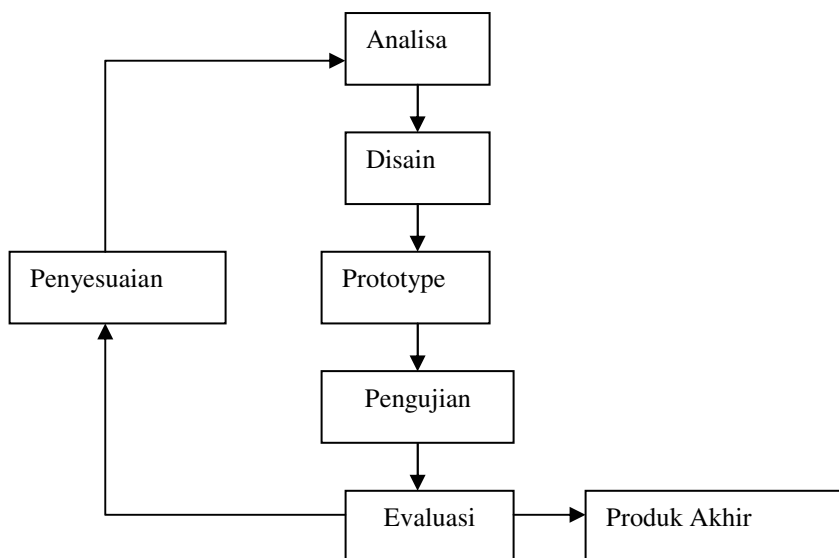 Analisa
Disain
Penyesuaian
Prototype
Pengujian
Evaluasi
Produk Akhir